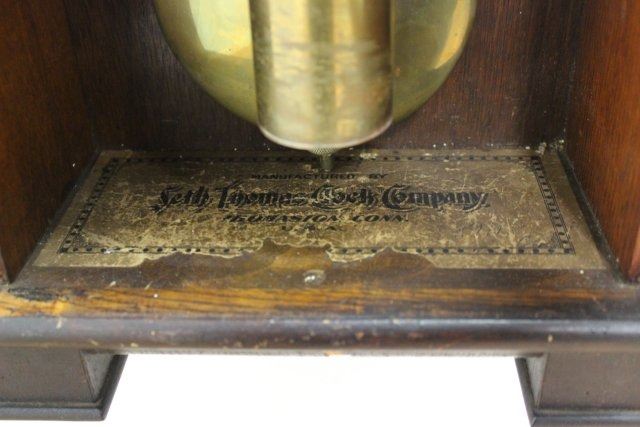 MANUFACTURED BY
Seth Thomas Clock Company,
THOMASTON, CONN.
U.S.A.